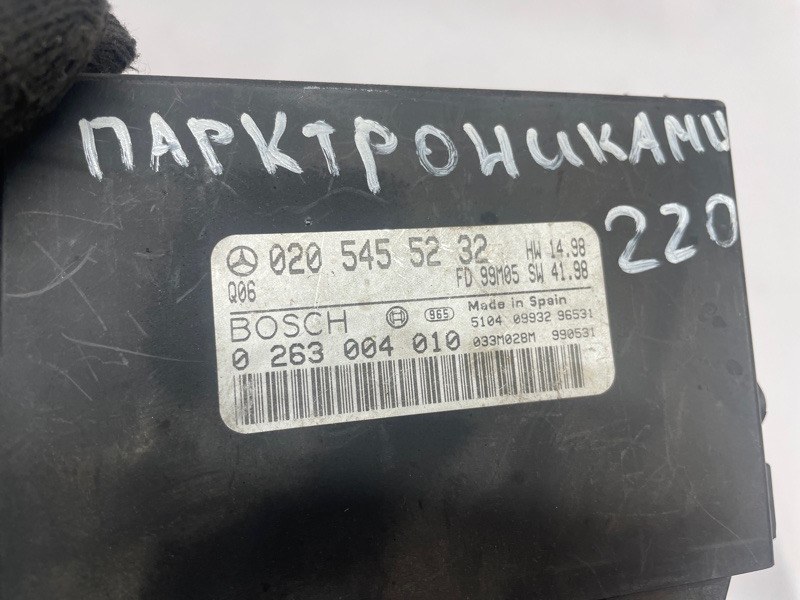 ПАРКТРОНИКАМИ
220
020 545 52 32 HW 14.98
Q06 FD 99M05 SW 41.98
BOSCH 965 Made in Spain
5104 09932 96531
0 263 004 010 033M028M 990531